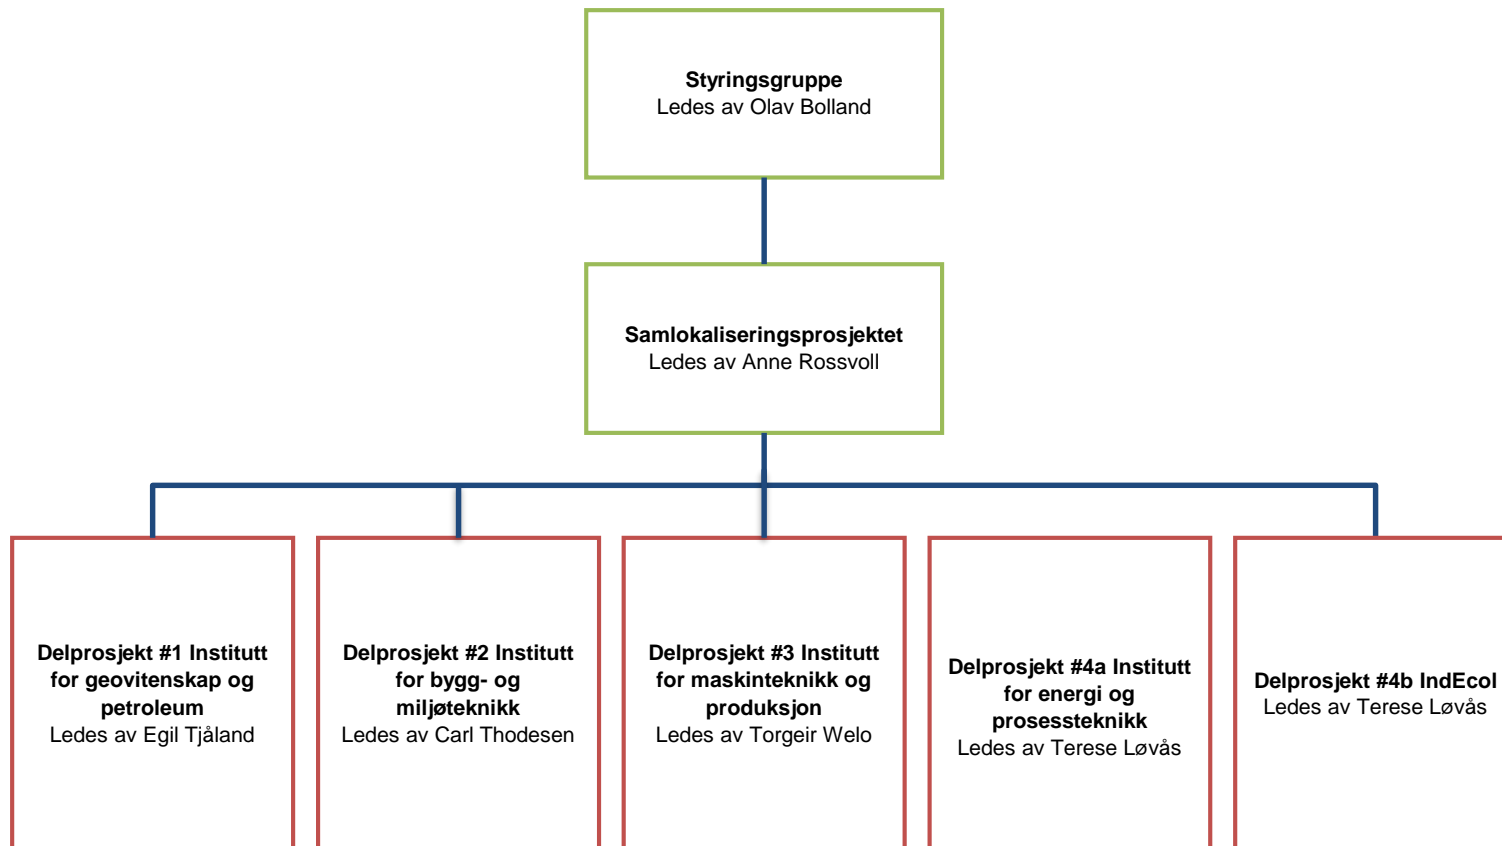 Styringsgruppe
Ledes av Olav Bolland
Samlokaliseringsprosjektet
Ledes av Anne Rossvoll
Delprosjekt #1 Institutt
for geovitenskap og
petroleum
Ledes av Egil Tjåland
Delprosjekt #2 Institutt
for bygg- og
miljøteknikk
Ledes av Carl Thodesen
Delprosjekt #3 Institutt
for maskinteknikk og
produksjon
Ledes av Torgeir Welo
Delprosjekt #4a Institutt
for energi og
prosessteknikk
Ledes av Terese Løvås
Delprosjekt #4b IndEcol
Ledes av Terese Løvås